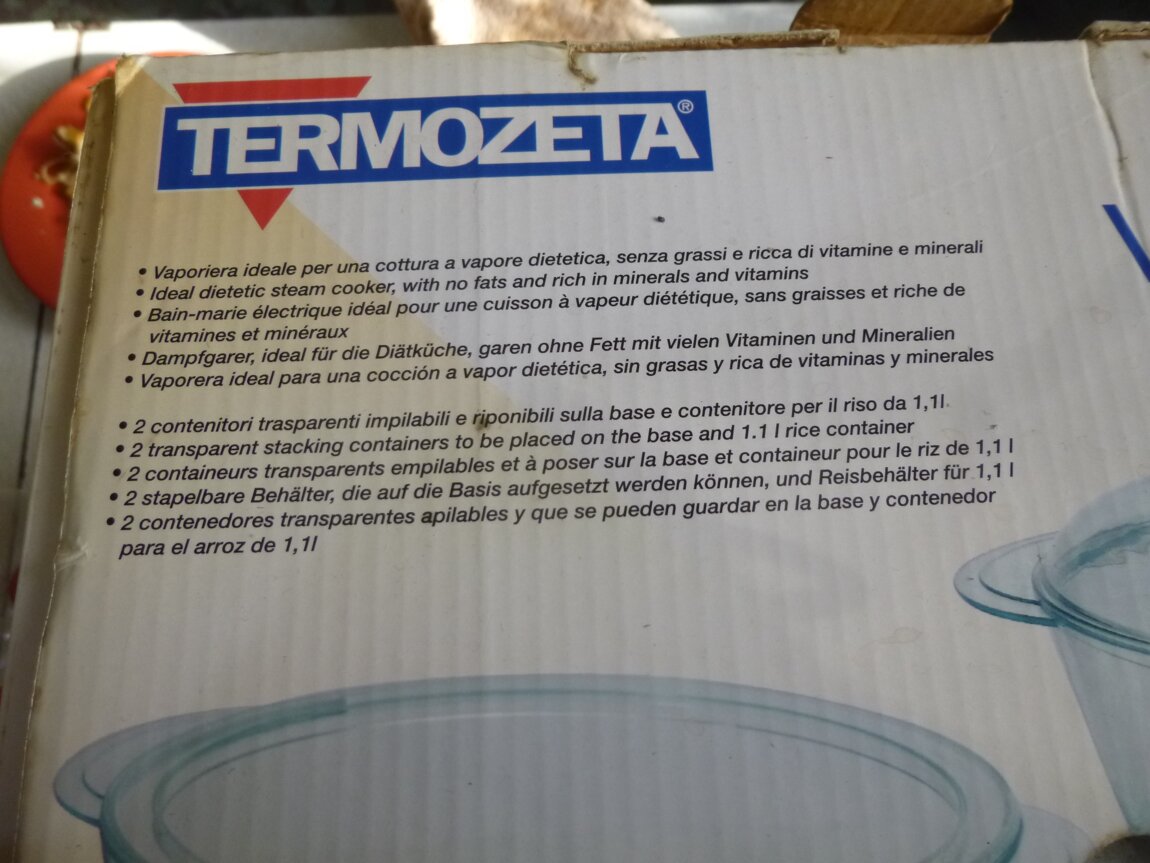 TERMOZETA®
• Vaporiera ideale per una cottura a vapore dietetica, senza grassi e ricca di vitamine e minerali
• Ideal dietetic steam cooker, with no fats and rich in minerals and vitamins
• Bain-marie électrique idéal pour une cuisson à vapeur diététique, sans graisses et riche de
vitamines et minéraux
• Dampfgarer, ideal für die Diätküche, garen ohne Fett mit vielen Vitaminen und Mineralien
• Vaporera ideal para una cocción a vapor dietética, sin grasas y rica de vitaminas y minerales
• 2 contenitori trasparenti impilabili e riponibili sulla base e contenitore per il riso da 1,1l.
• 2 transparent stacking containers to be placed on the base and 1.1 l rice container
• 2 containeurs transparents empilables et à poser sur la base et containeur pour le riz de 1,1 l
• 2 stapelbare Behälter, die auf die Basis aufgesetzt werden können, und Reisbehälter für 1,1 l
• 2 contenedores transparentes apilables y que se pueden guardar en la base y contenedor
para el arroz de 1,1l